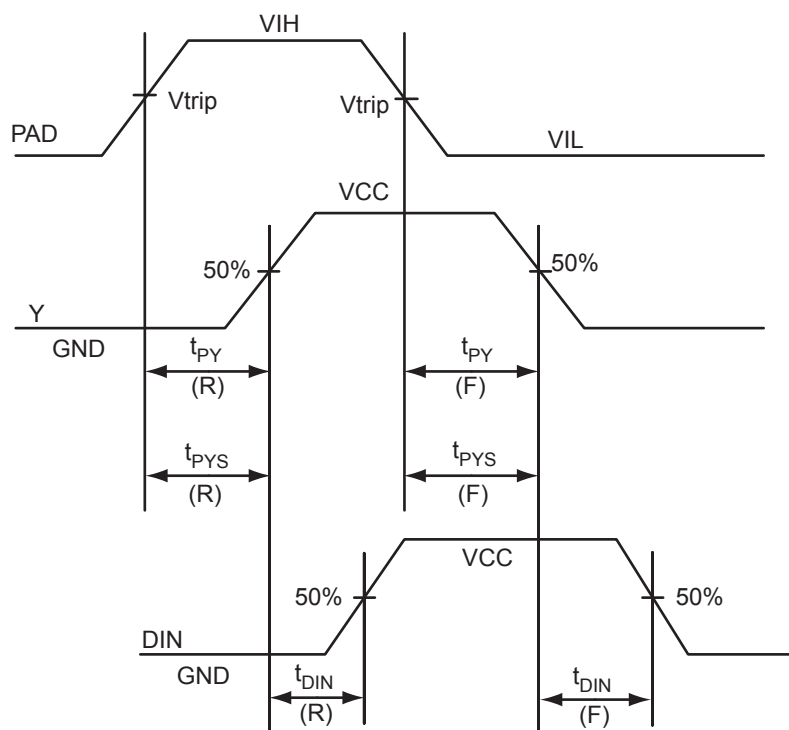 VIH
Vtrip
Vtrip
PAD
VIL
VCC
50%
50%
Y
GND
tPY
(R)
tPY
(F)
tPYS
(R)
tPYS
(F)
VCC
50%
50%
DIN
GND
tDIN
(R)
tDIN
(F)